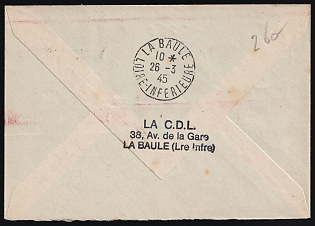 LA BAULE
10 *
26 -3
45
LOIRE-INFERIEURE
260
LA C.D.L.
38, Av. de la Gare
LA BAULE (Lre Infre)